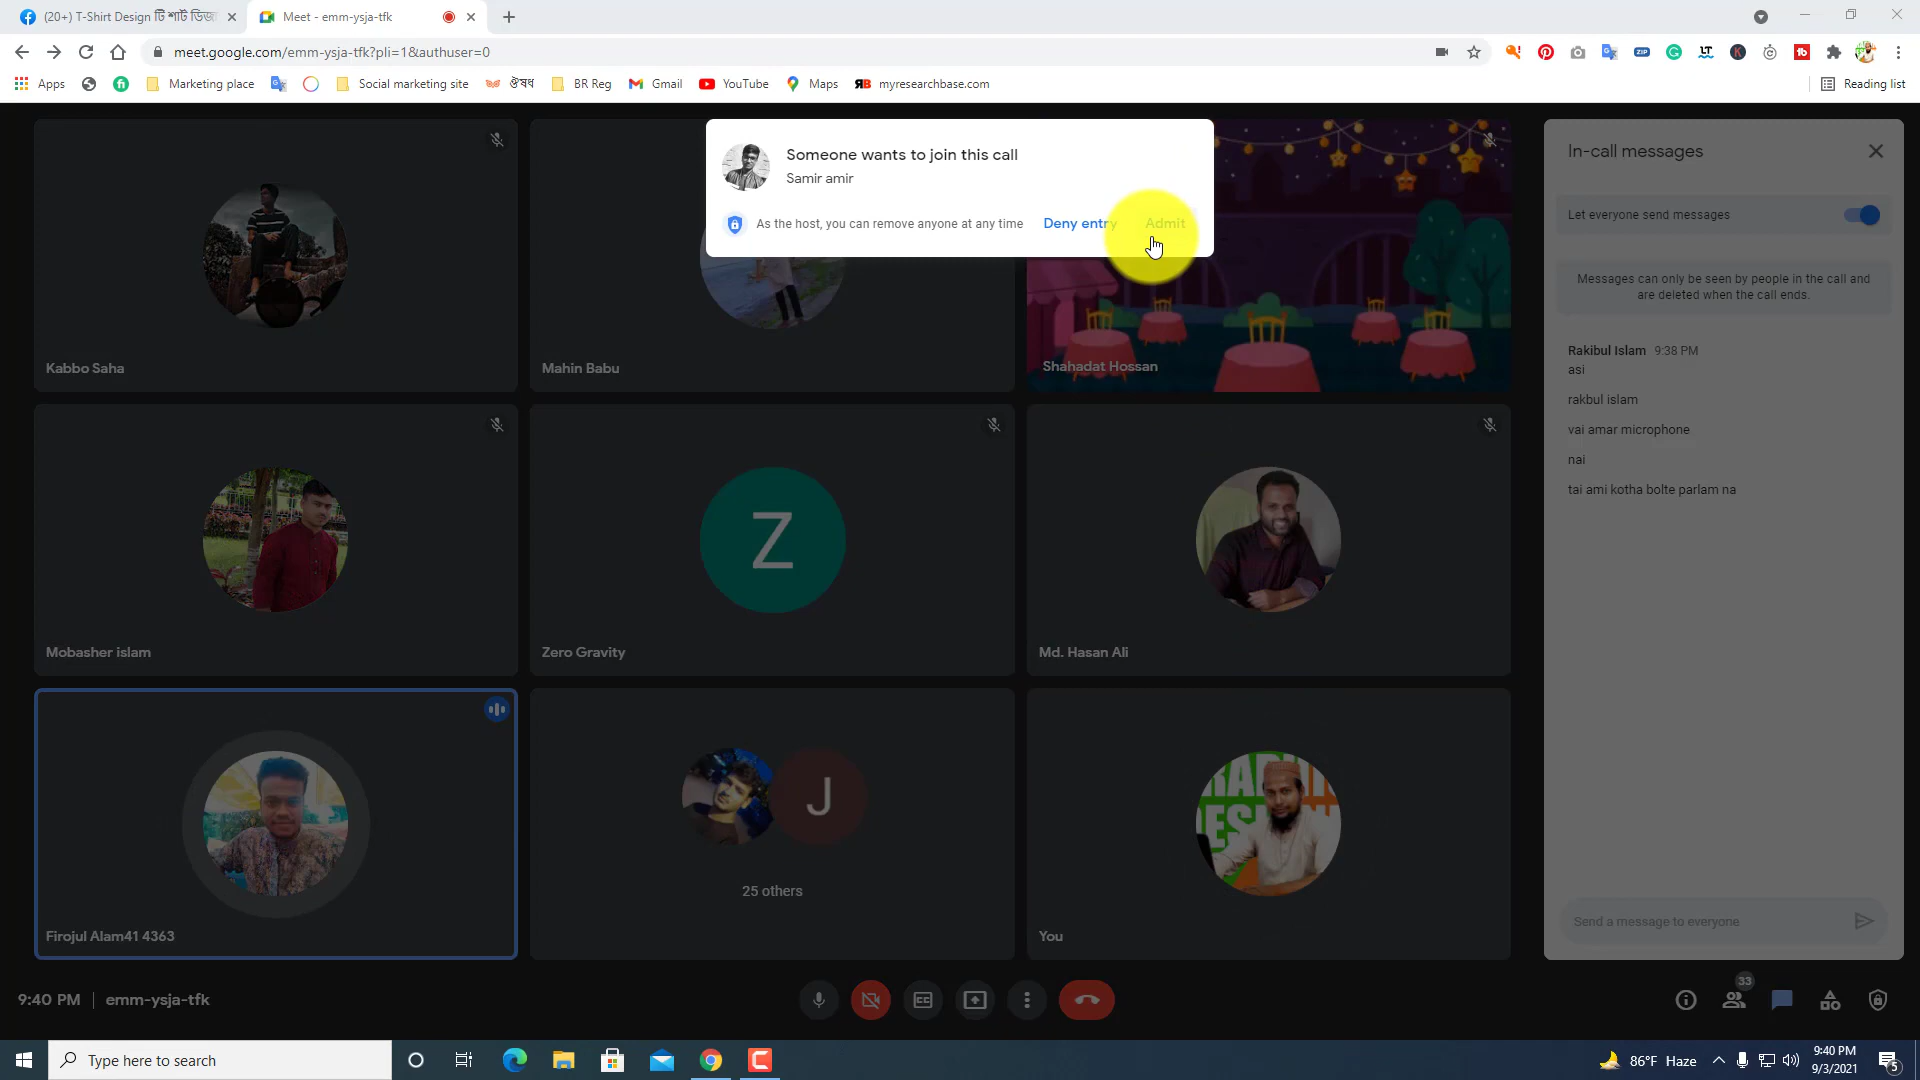 (20+) T-Shirt Design টি শার্ট ডিজা
Meet - emm-ysja-tfk
meet.google.com/emm-ysja-tfk?pli=1&authuser=0
Apps
Marketing place
Social marketing site
ঔষধ
BR Reg
Gmail
YouTube
Maps
RB myresearchbase.com
Reading list
Someone wants to join this call
Samir amir
As the host, you can remove anyone at any time
Deny entry
Admit
Kabbo Saha
Mahin Babu
Shahadat Hossan
Mobasher islam
Z
Zero Gravity
Md. Hasan Ali
Firojul Alam41 4363
J
25 others
You
In-call messages
Let everyone send messages
Messages can only be seen by people in the call and
are deleted when the call ends.
Rakibul Islam 9:38 PM
asi
rakbul islam
vai amar microphone
nai
tai ami kotha bolte parlam na
Send a message to everyone
9:40 PM | emm-ysja-tfk
33
Type here to search
86°F Haze
9:40 PM
9/3/2021
5